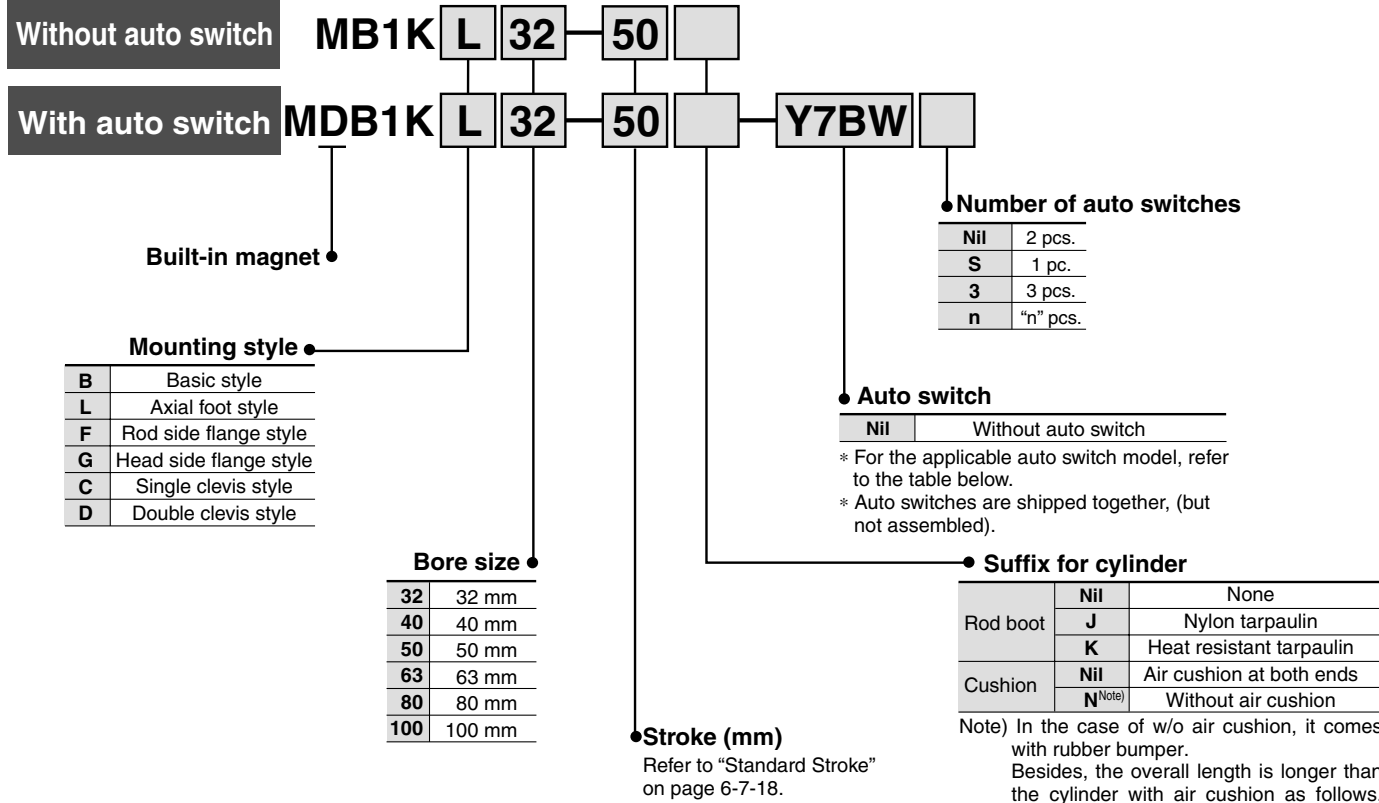 Without auto switch MB1K L 32 50
With auto switch MDB1K L 32 50 Y7BW
Number of auto switches
Nil 2 pcs.
S 1 pc.
3 3 pcs.
n “n” pcs.
Built-in magnet
Mounting style
B Basic style
L Axial foot style
F Rod side flange style
G Head side flange style
C Single clevis style
D Double clevis style
Auto switch
Nil Without auto switch
* For the applicable auto switch model, refer
to the table below.
* Auto switches are shipped together, (but
not assembled).
Bore size
32 32 mm
40 40 mm
50 50 mm
63 63 mm
80 80 mm
100 100 mm
Suffix for cylinder
Rod boot
Nil None
J Nylon tarpaulin
K Heat resistant tarpaulin
Cushion
Nil Air cushion at both ends
N Note) Without air cushion
Note) In the case of w/o air cushion, it comes
with rubber bumper.
Besides, the overall length is longer than
the cylinder with air cushion as follows,
Stroke (mm)
Refer to “Standard Stroke”
on page 6-7-18.